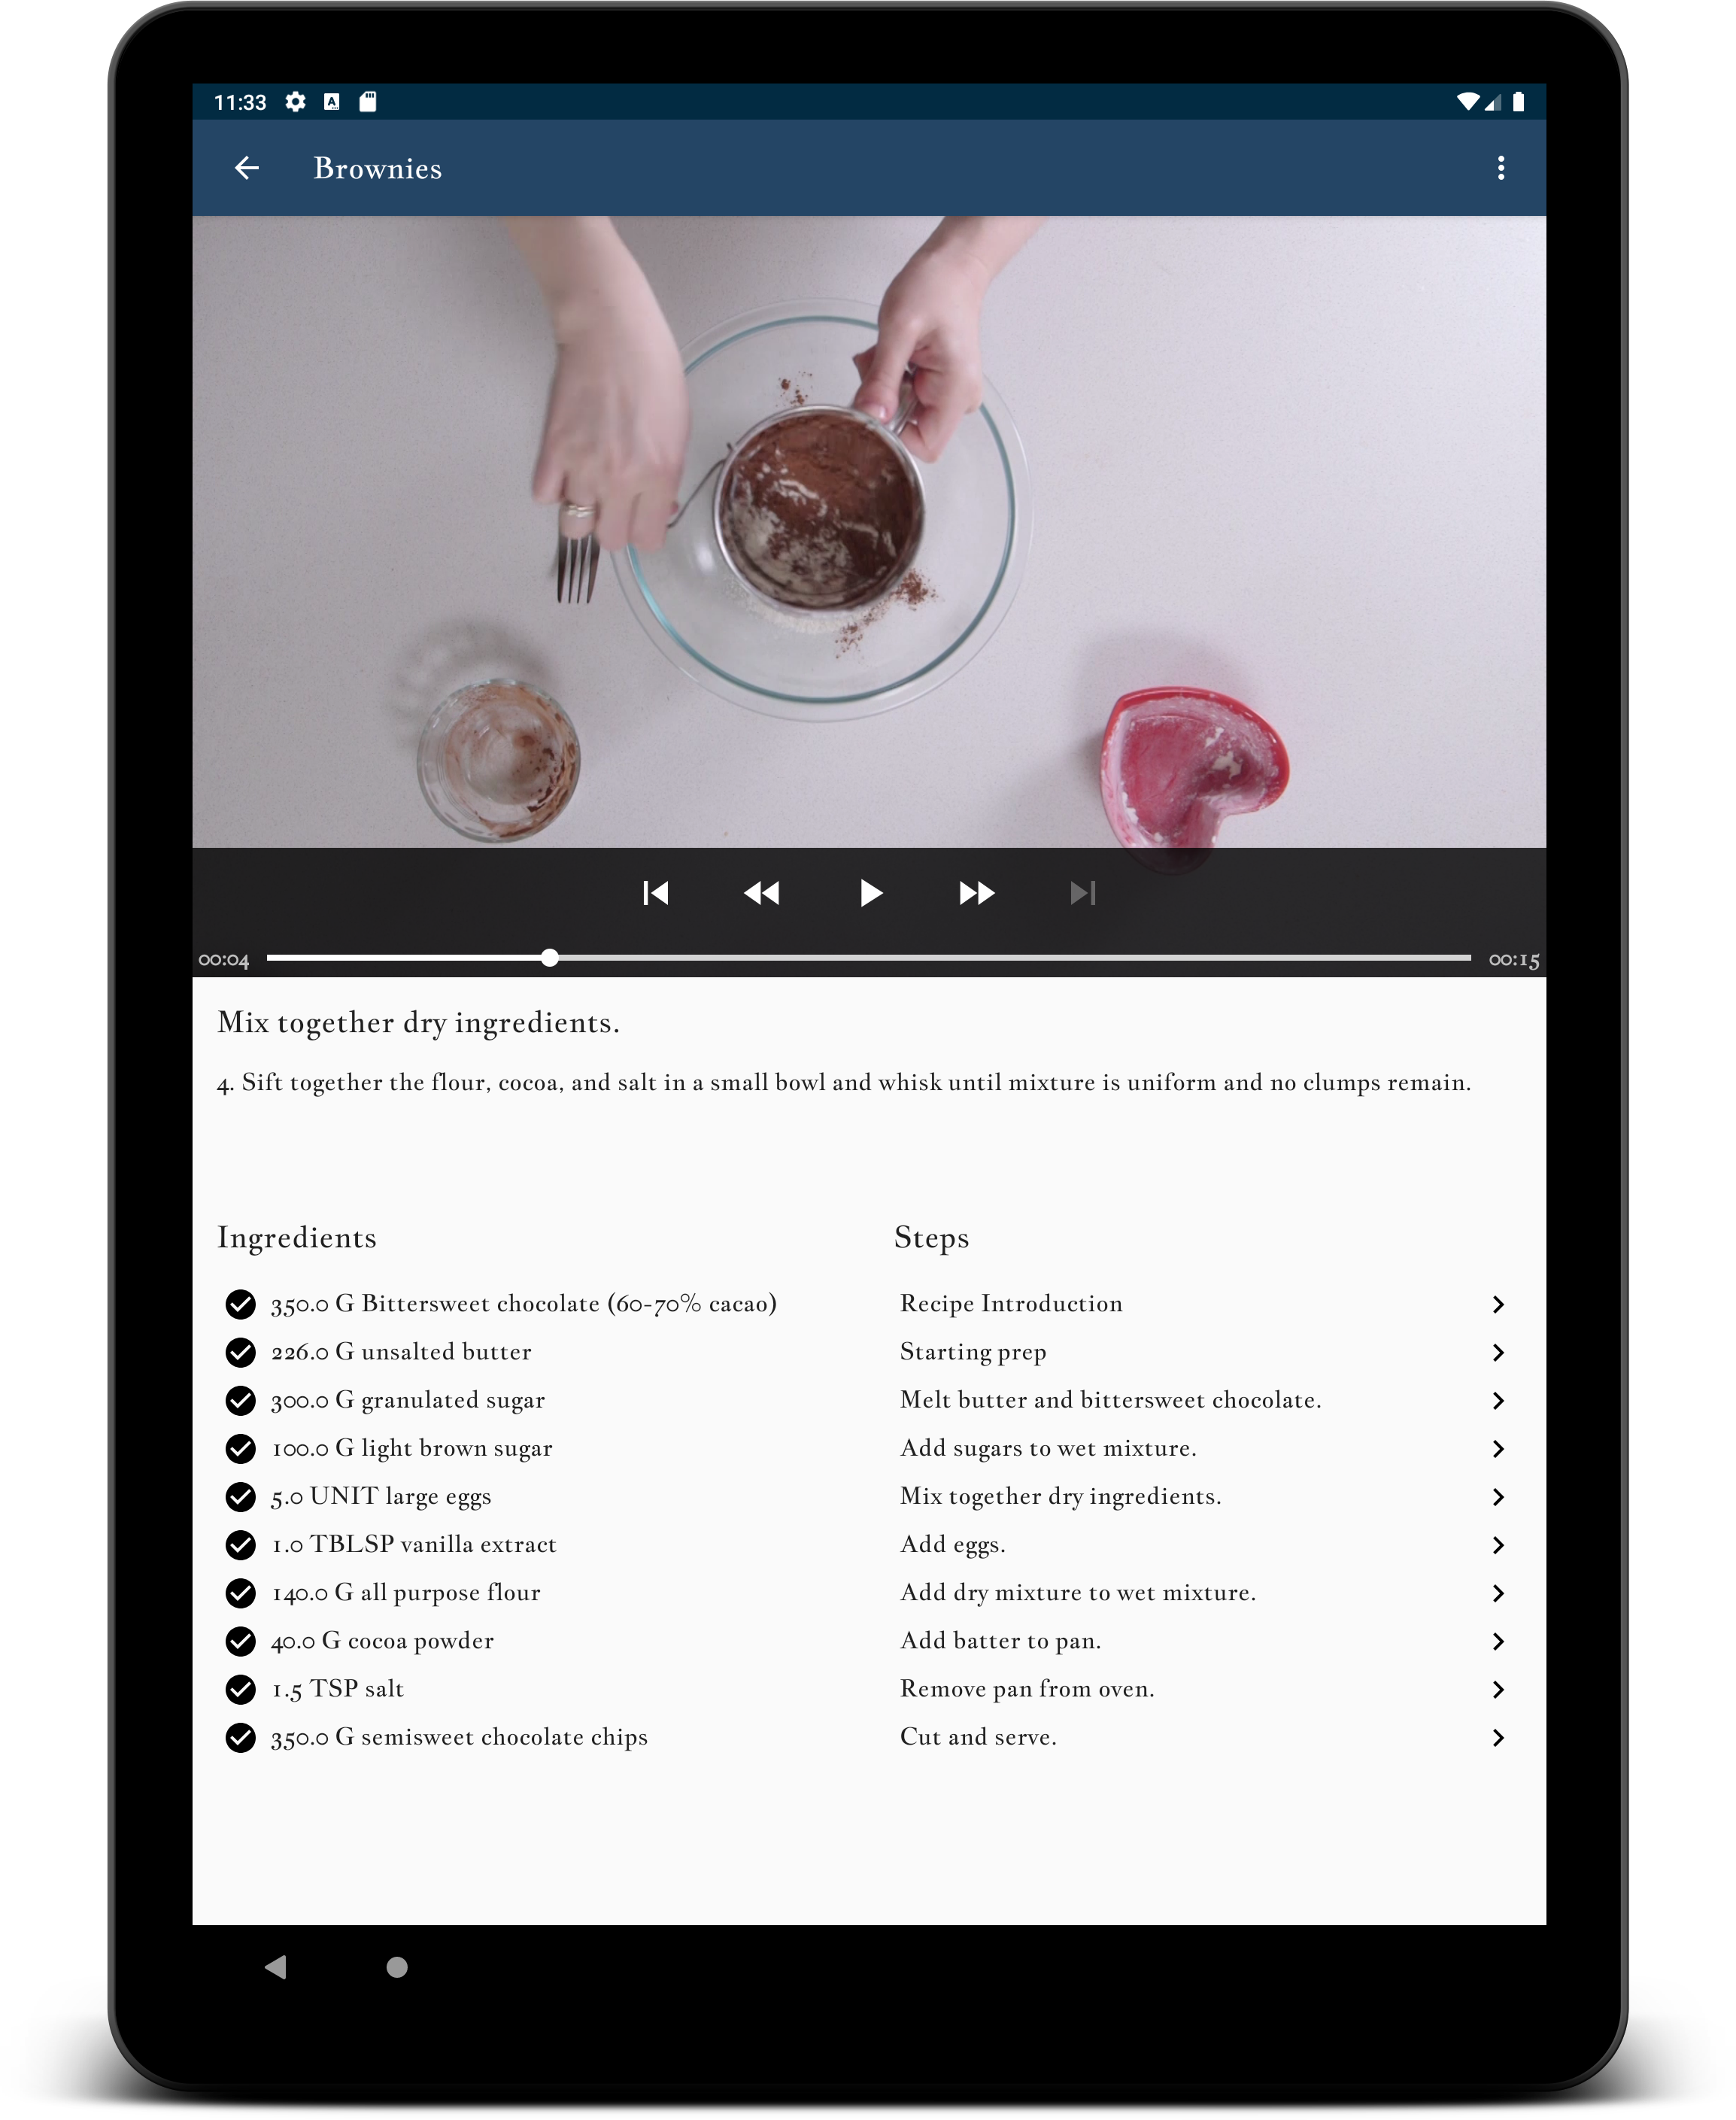 11:33
Brownies
00:04
00:15
Mix together dry ingredients.
4. Sift together the flour, cocoa, and salt in a small bowl and whisk until mixture is uniform and no clumps remain.
Ingredients
350.0 G Bittersweet chocolate (60-70% cacao)
226.0 G unsalted butter
300.0 G granulated sugar
100.0 G light brown sugar
5.0 UNIT large eggs
1.0 TBLSP vanilla extract
140.0 G all purpose flour
40.0 G cocoa powder
1.5 TSP salt
350.0 G semisweet chocolate chips
Steps
Recipe Introduction
Starting prep
Melt butter and bittersweet chocolate.
Add sugars to wet mixture.
Mix together dry ingredients.
Add eggs.
Add dry mixture to wet mixture.
Add batter to pan.
Remove pan from oven.
Cut and serve.